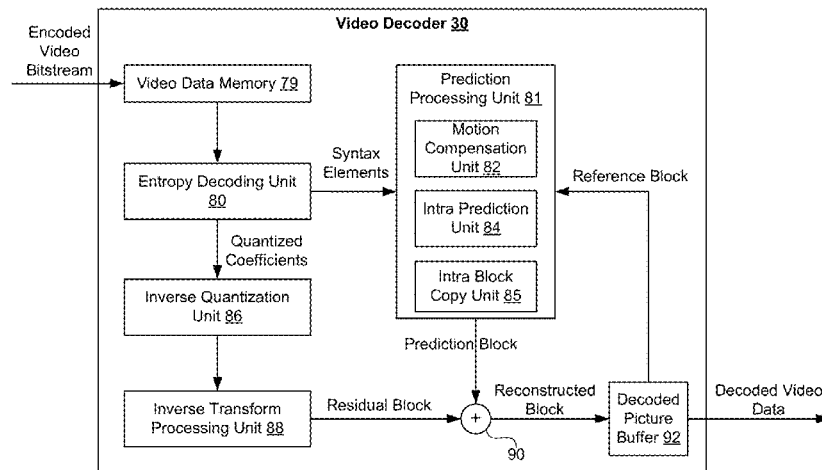 Video Decoder 30
Encoded
Video
Bitstream
Video Data Memory 79
Prediction
Processing Unit 81
Motion
Compensation
Unit 82
Syntax
Elements
Entropy Decoding Unit
80
Reference Block
Intra Prediction
Unit 84
Quantized
Coefficients
Intra Block
Copy Unit 85
Inverse Quantization
Unit 86
Prediction Block
Inverse Transform
Processing Unit 88
Residual Block
+
90
Reconstructed
Block
Decoded
Picture
Buffer 92
Decoded Video
Data